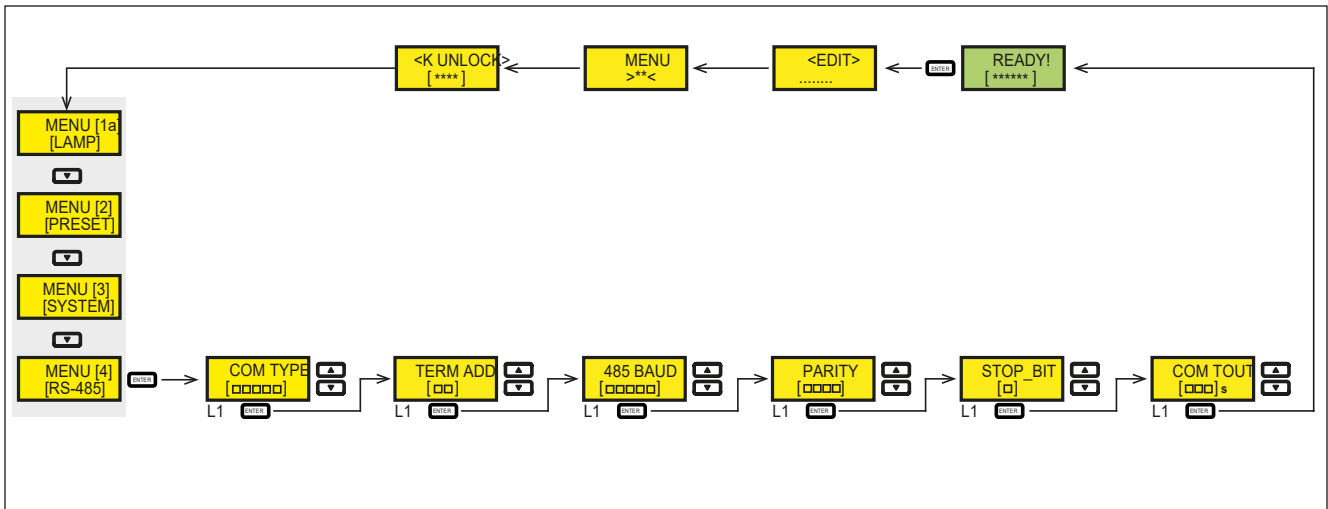 <K UNLOCK>
[ **** ]
MENU
>**<
<EDIT>
........
ENTER
READY!
[ ****** ]
MENU [1a]
[LAMP]
MENU [2]
[PRESET]
MENU [3]
[SYSTEM]
MENU [4]
[RS-485]
ENTER
COM TYPE
[□□□□□]
L1 ENTER
TERM ADD
[□□]
L1 ENTER
485 BAUD
[□□□□□]
L1 ENTER
PARITY
[□□□□]
L1 ENTER
STOP_BIT
[□]
L1 ENTER
COM TOUT
[□□□] s
L1 ENTER